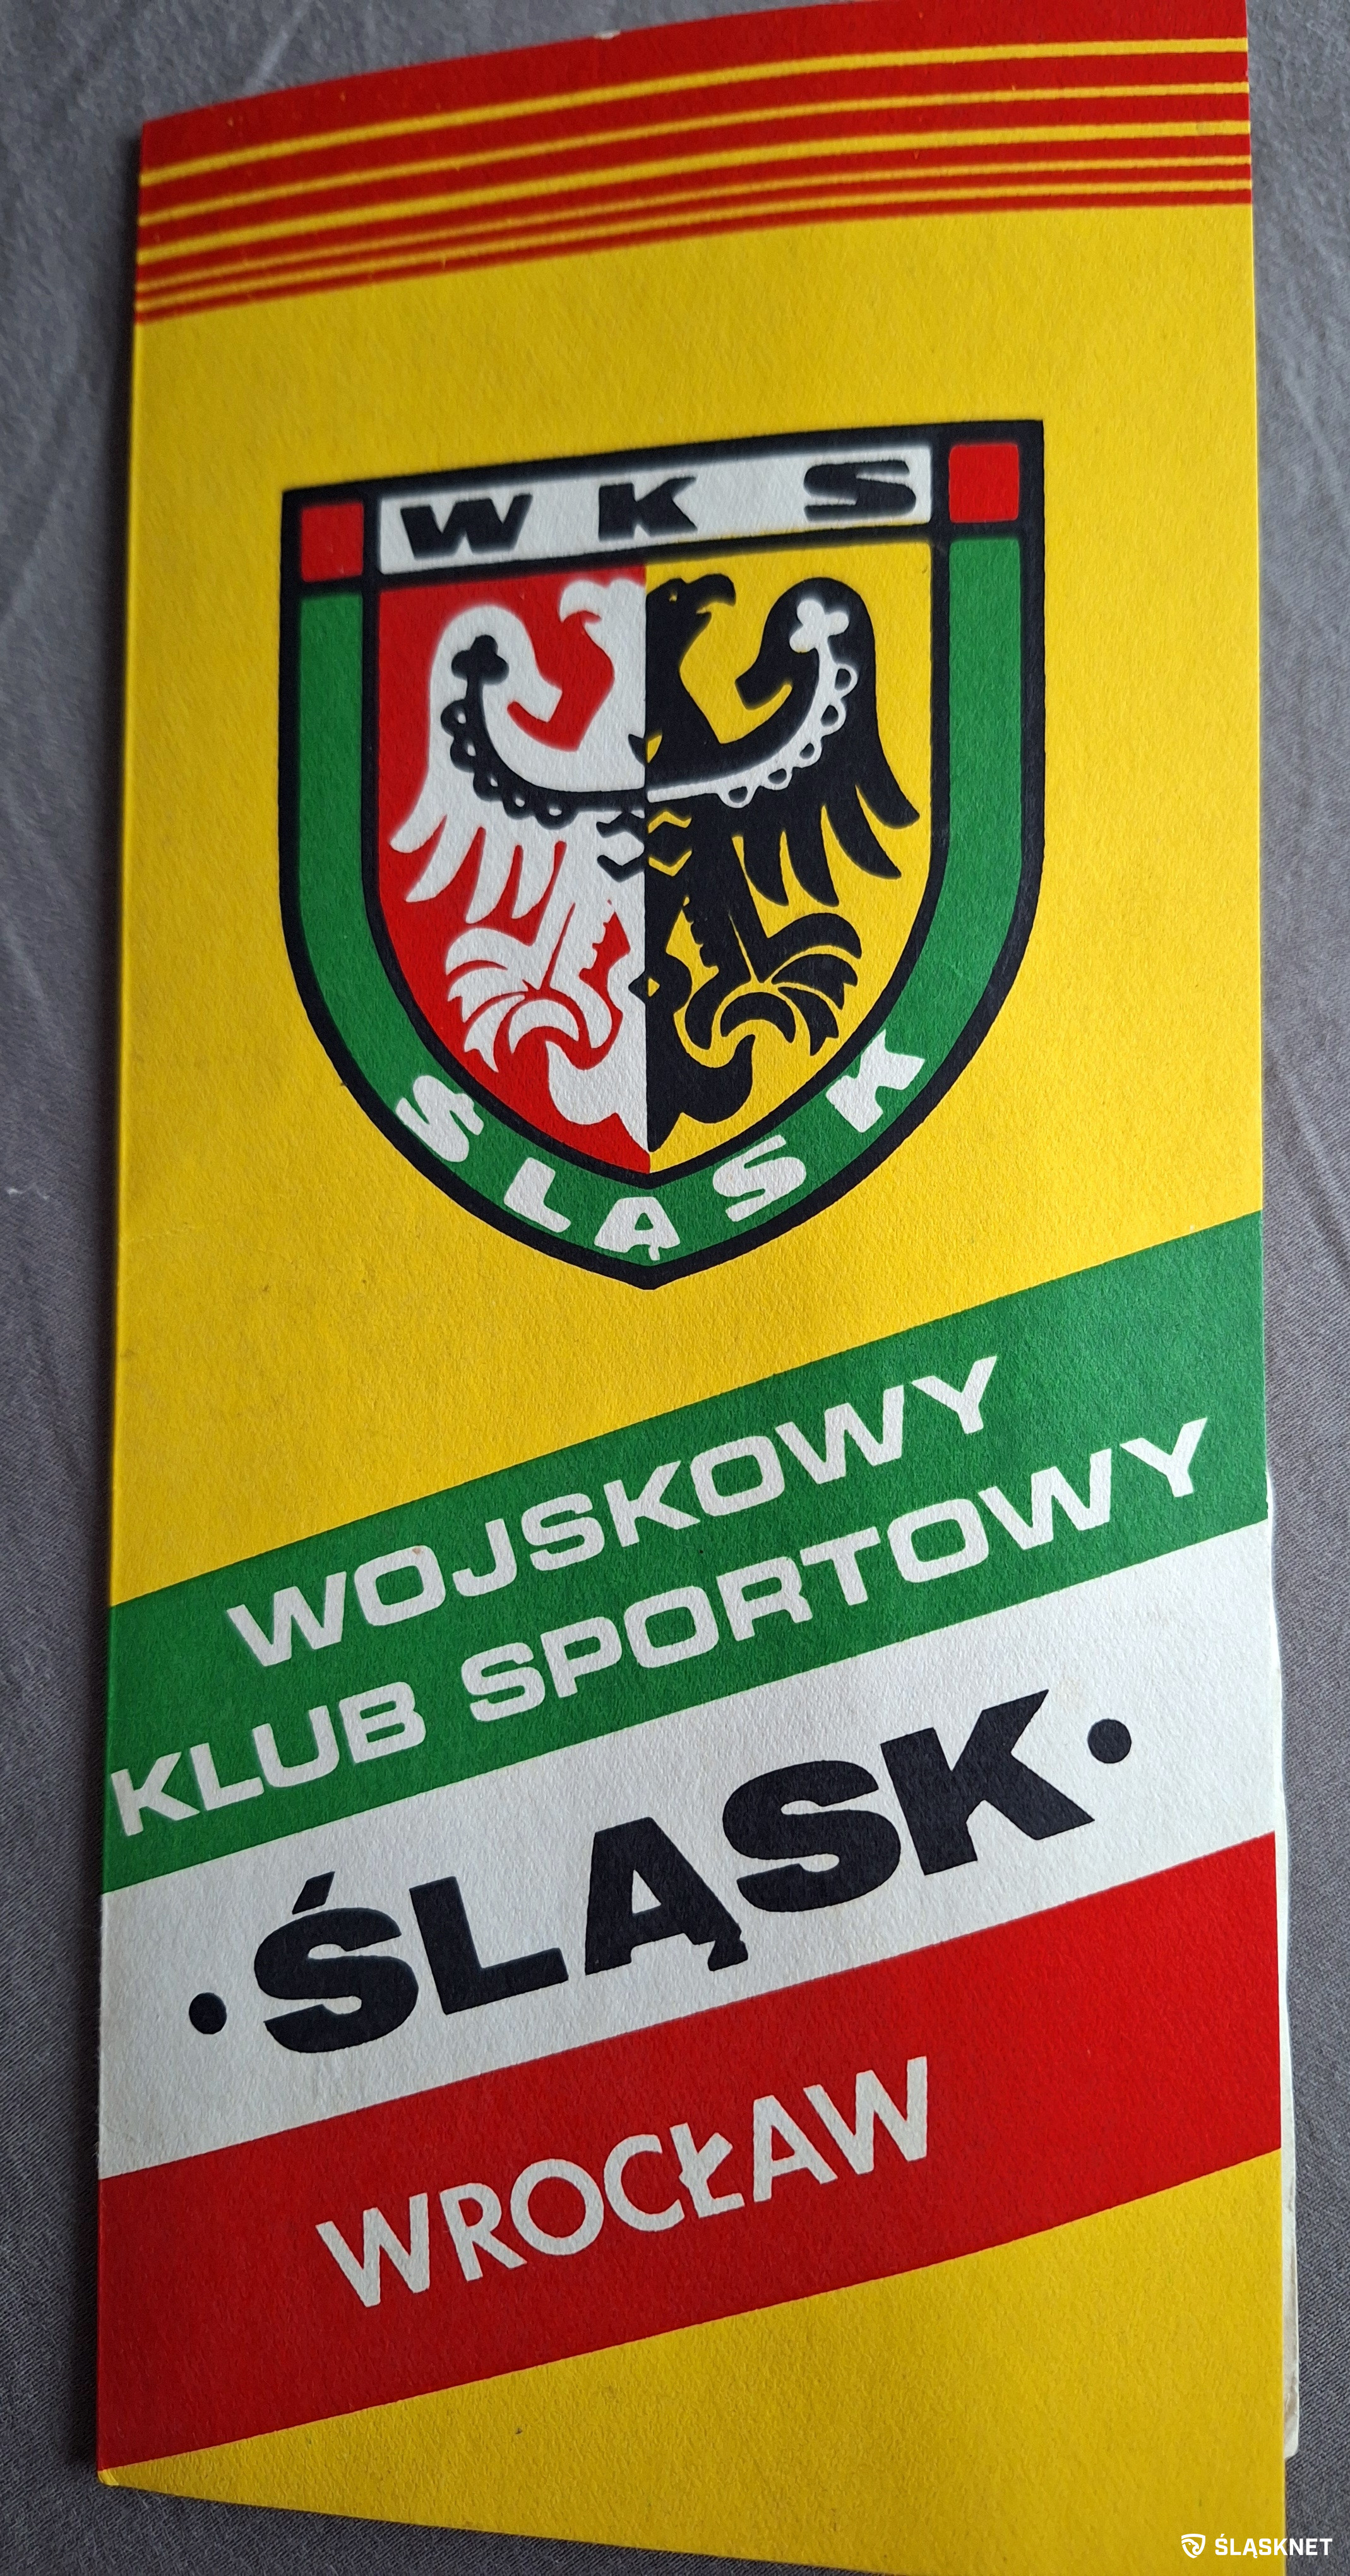 WKS
ŚLĄSK
WOJSKOWY
KLUB SPORTOWY
• ŚLĄSK •
WROCŁAW
ŚLĄSKNET